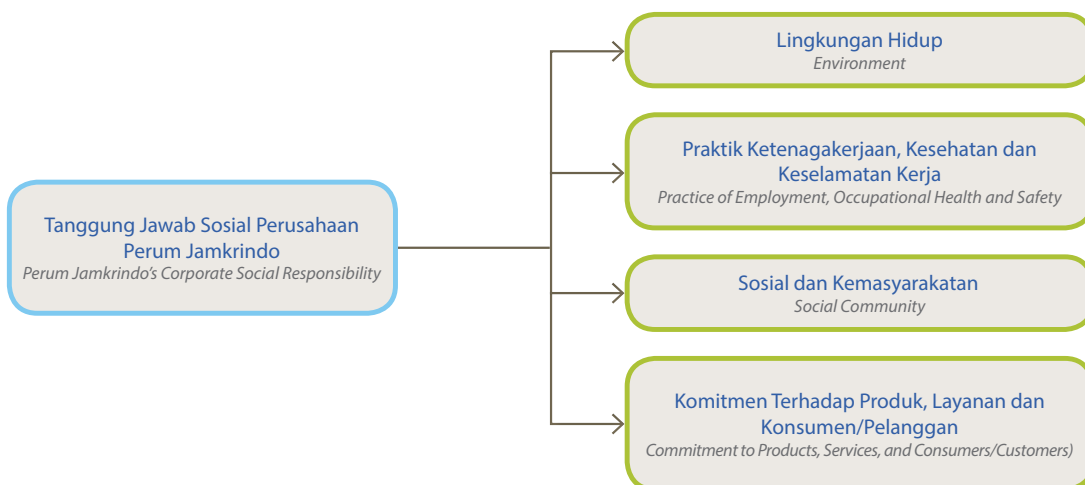 Tanggung Jawab Sosial Perusahaan
Perum Jamkrindo
Perum Jamkrindo's Corporate Social Responsibility
Lingkungan Hidup
Environment
Praktik Ketenagakerjaan, Kesehatan dan
Keselamatan Kerja
Practice of Employment, Occupational Health and Safety
Sosial dan Kemasyarakatan
Social Community
Komitmen Terhadap Produk, Layanan dan
Konsumen/Pelanggan
Commitment to Products, Services, and Consumers/Customers)